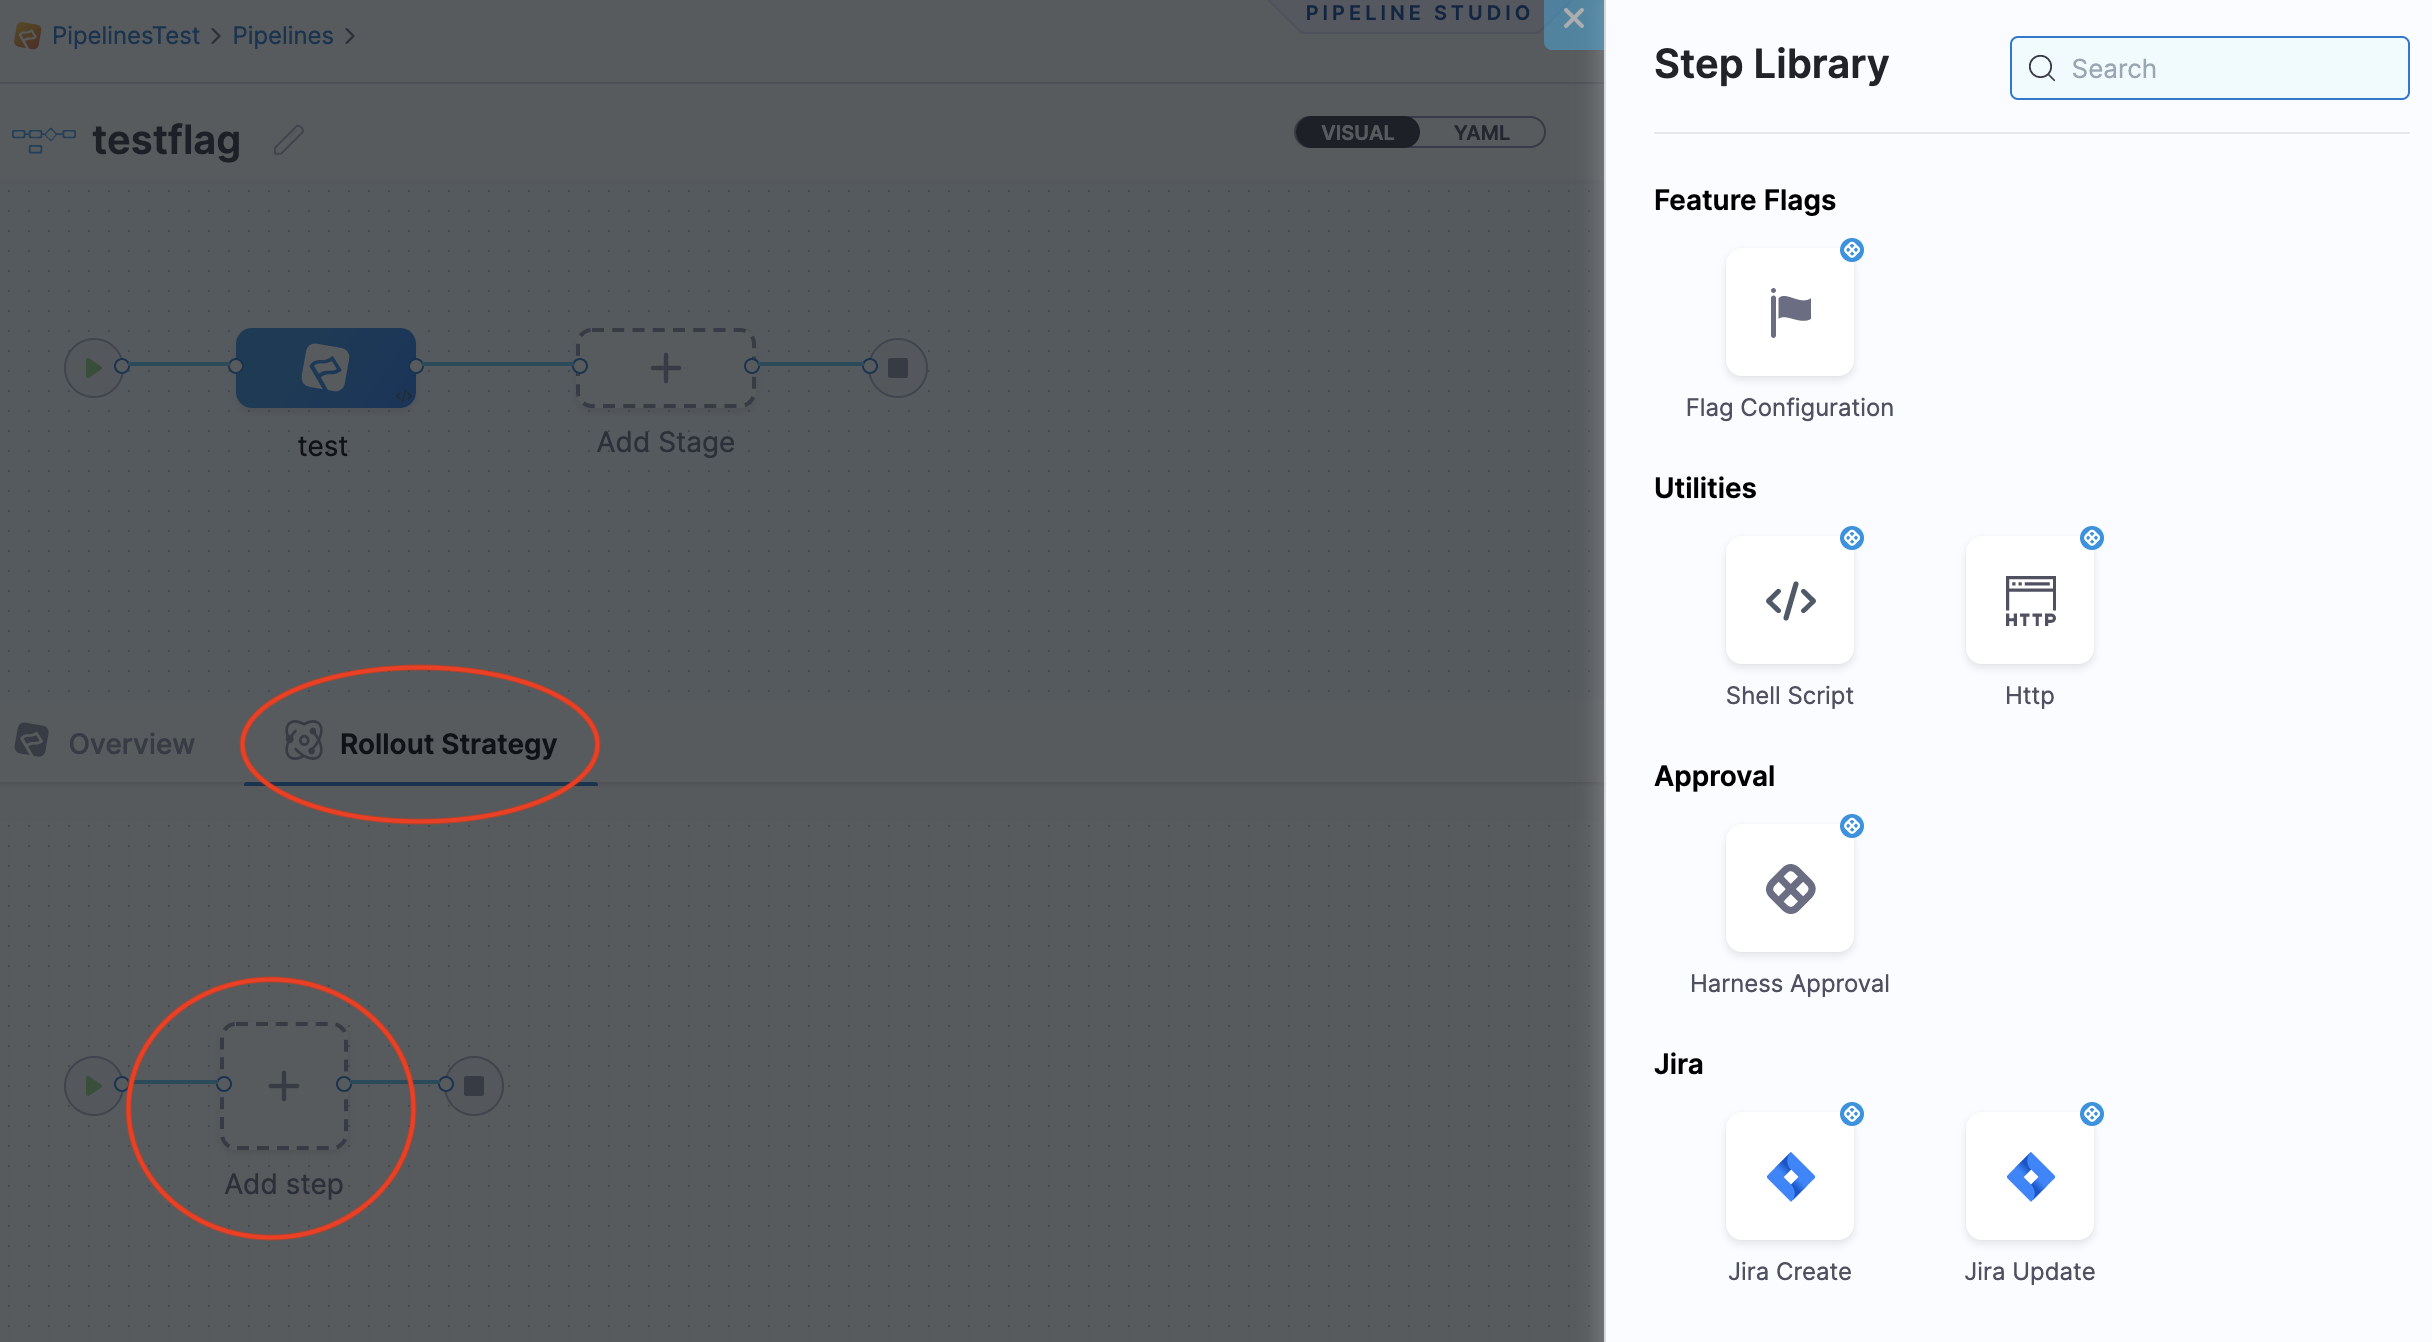 PipelinesTest > Pipelines >
PIPELINE STUDIO
testflag
VISUAL YAML
test
Add Stage
Overview
Rollout Strategy
Add step
Step Library
Search
Feature Flags
Flag Configuration
Utilities
Shell Script
HTTP
Http
Approval
Harness Approval
Jira
Jira Create
Jira Update